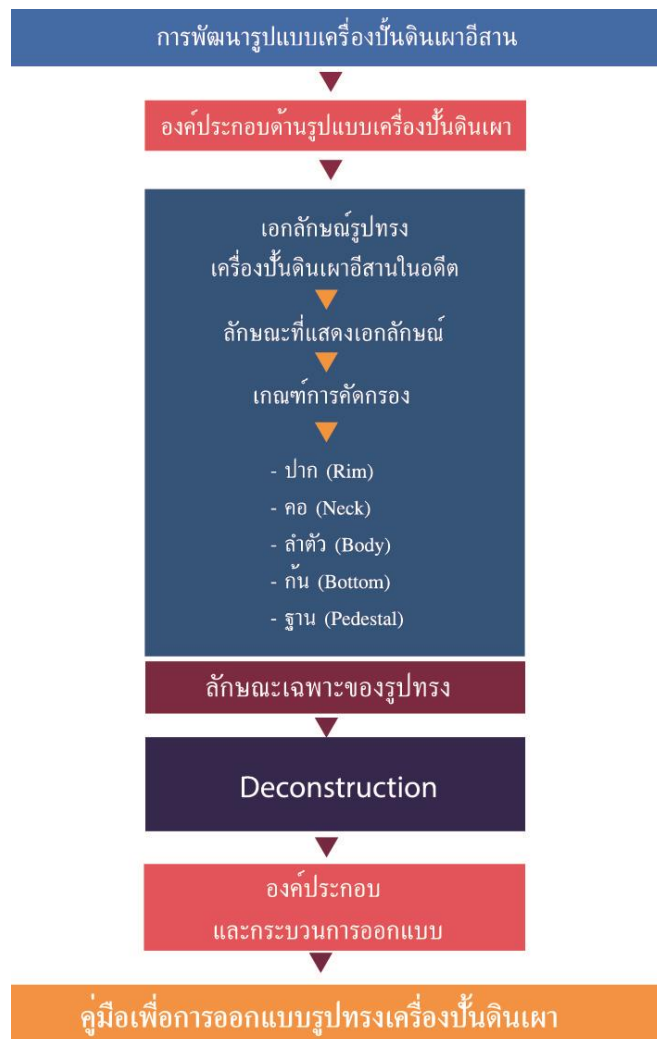 การพัฒนารูปแบบเครื่องปั้นดินเผาอีสาน
องค์ประกอบด้านรูปแบบเครื่องปั้นดินเผา
เอกลักษณ์รูปทรง
เครื่องปั้นดินเผาอีสานในอดีต
ลักษณะที่แสดงเอกลักษณ์
เกณฑ์การคัดกรอง
- ปาก (Rim)
- คอ (Neck)
- ลำตัว (Body)
- ก้น (Bottom)
- ฐาน (Pedestal)
ลักษณะเฉพาะของรูปทรง
Deconstruction
องค์ประกอบ
และกระบวนการออกแบบ
คู่มือเพื่อการออกแบบรูปทรงเครื่องปั้นดินเผา